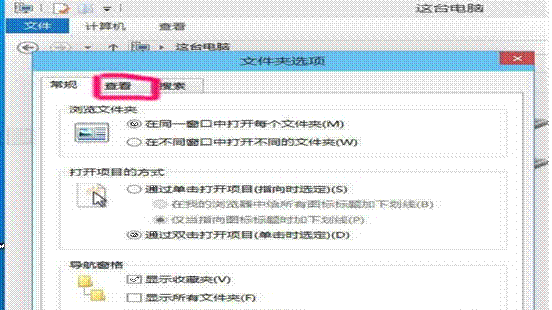 这台电脑
文件 计算机 查看
这台电脑
文件夹选项
常规 查看 搜索
浏览文件夹
在同一窗口中打开每个文件夹(M)
在不同窗口中打开不同的文件夹(W)
打开项目的方式
通过单击打开项目(指向时选定)(S)
在我的浏览器中给所有图标标题加下划线(B)
仅当指向图标标题时加下划线(P)
通过双击打开项目(单击时选定)(D)
导航窗格
显示收藏夹(V)
显示所有文件夹(F)